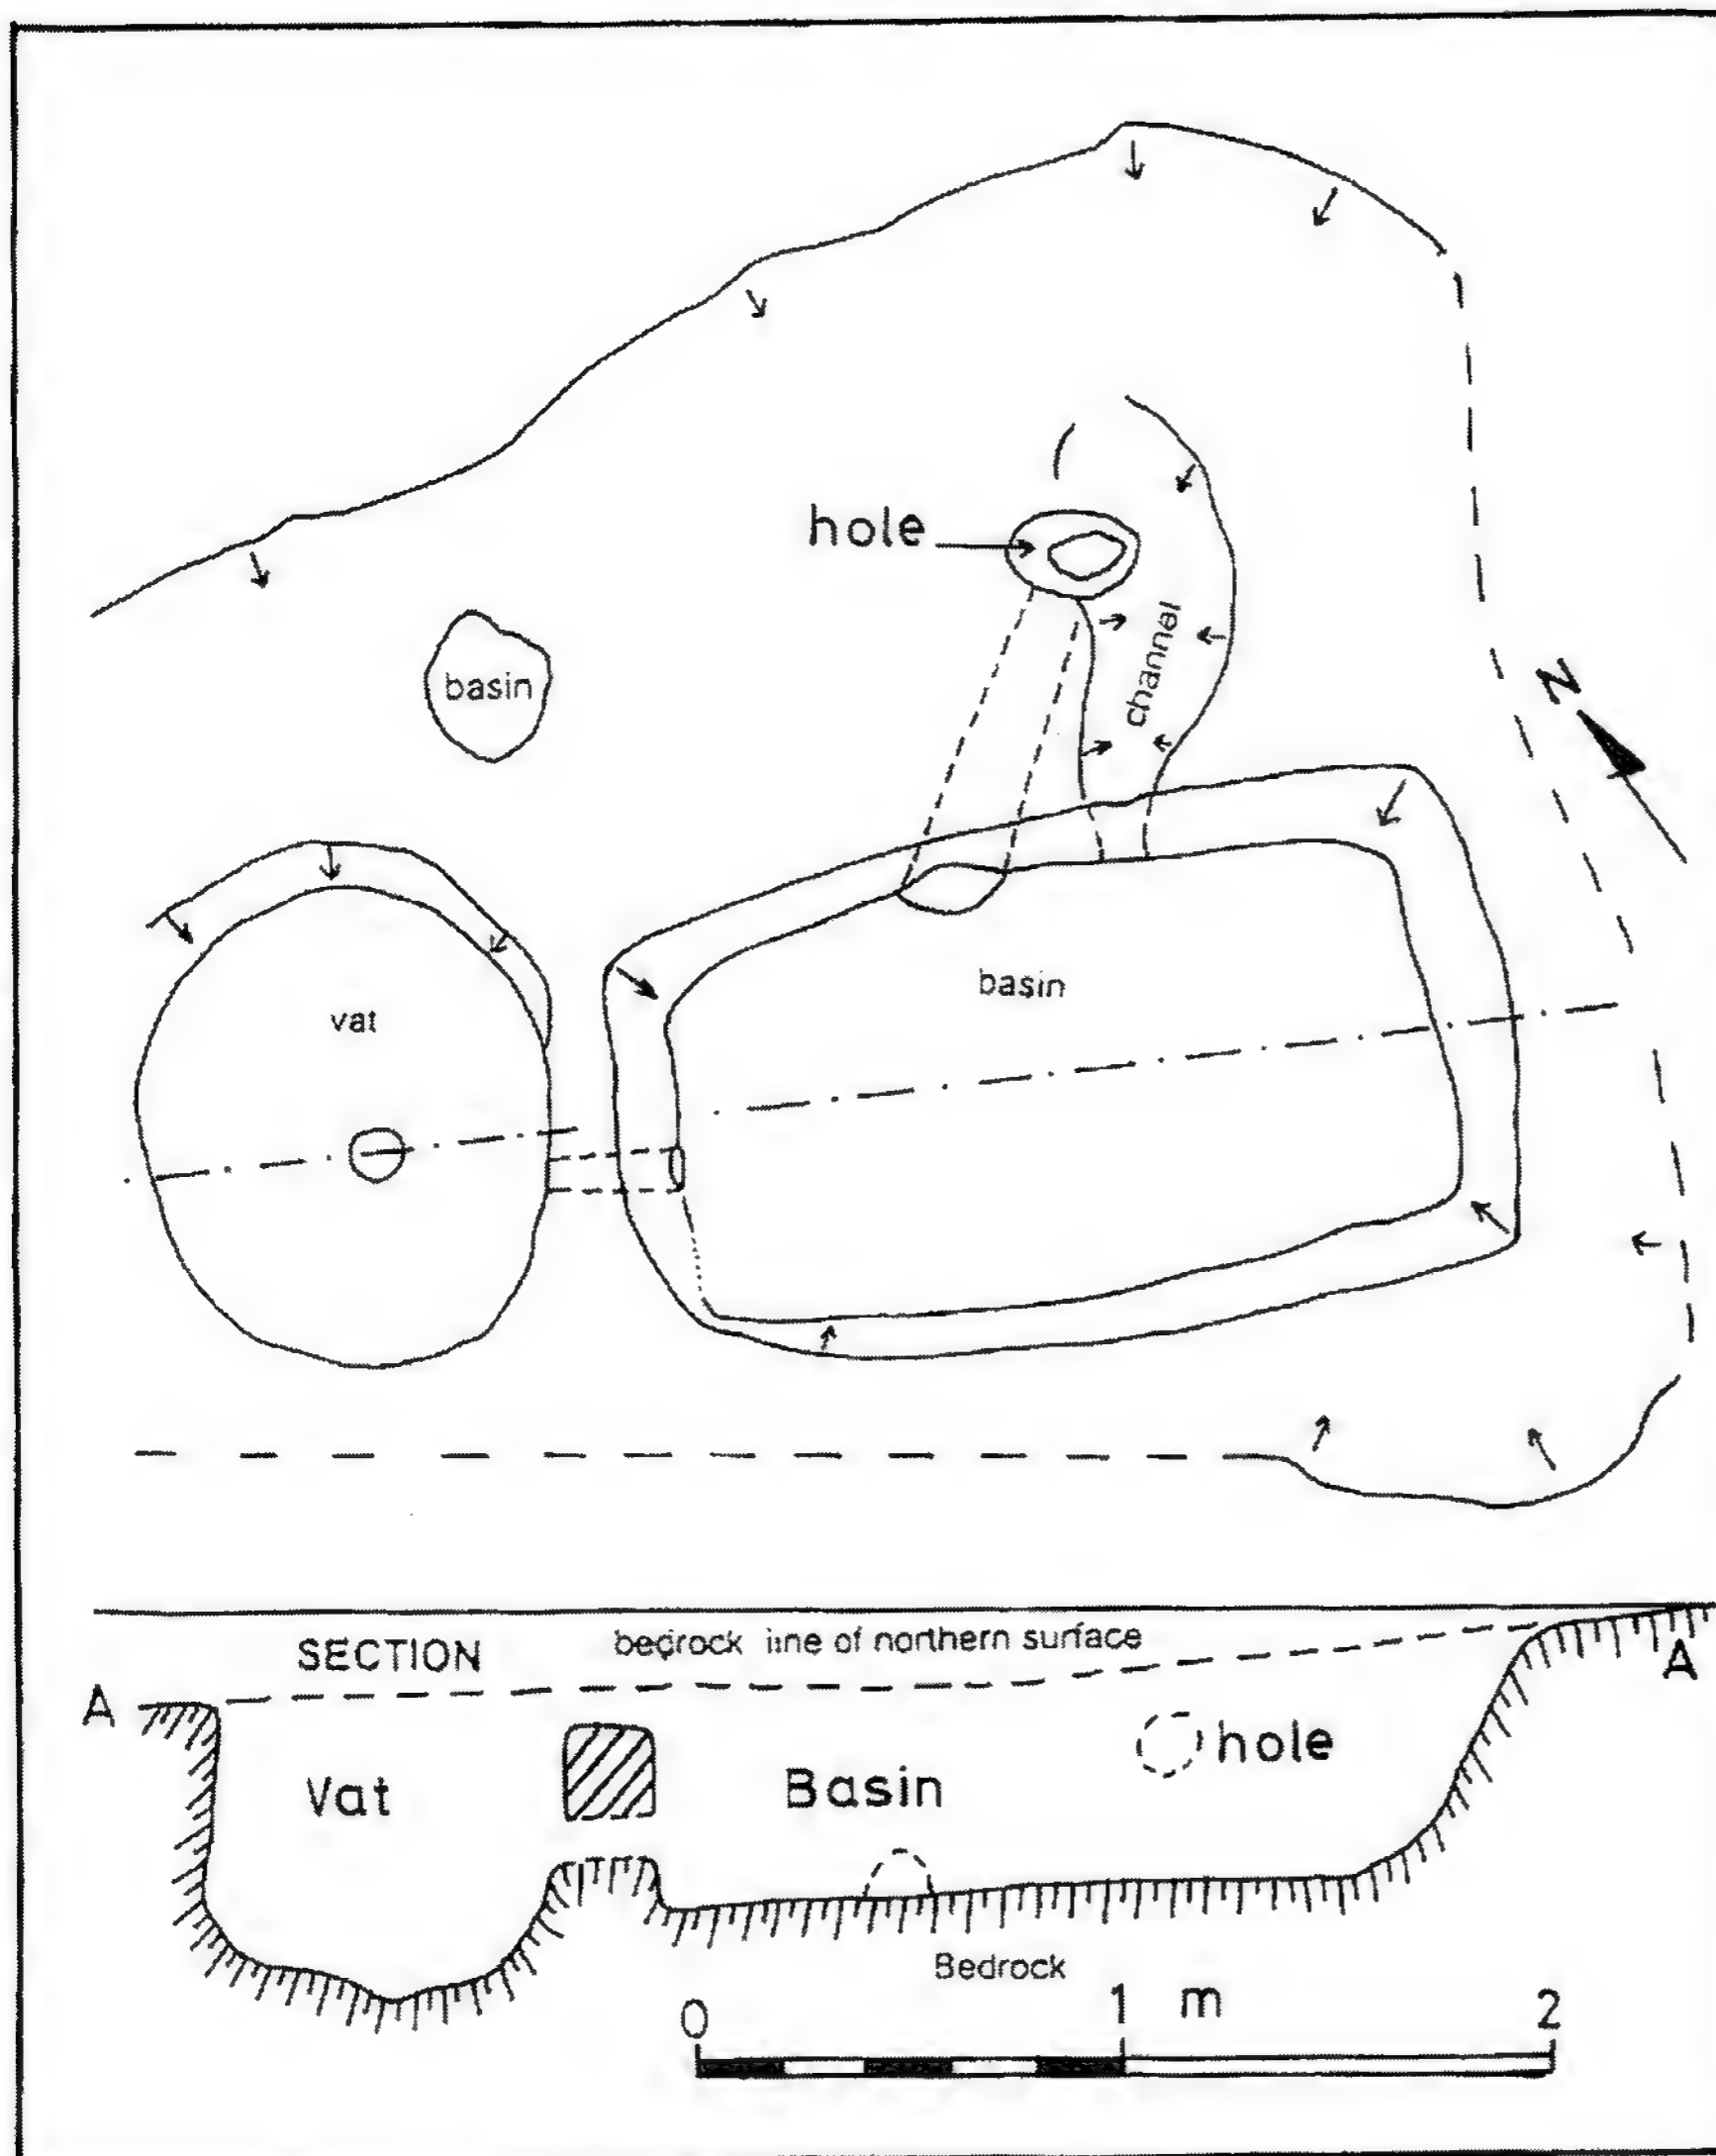 hole
channel
basin
N
vat
basin
SECTION
bedrock line of northern surface
A
A
hole
Vat
Basin
Bedrock
0 1 m 2